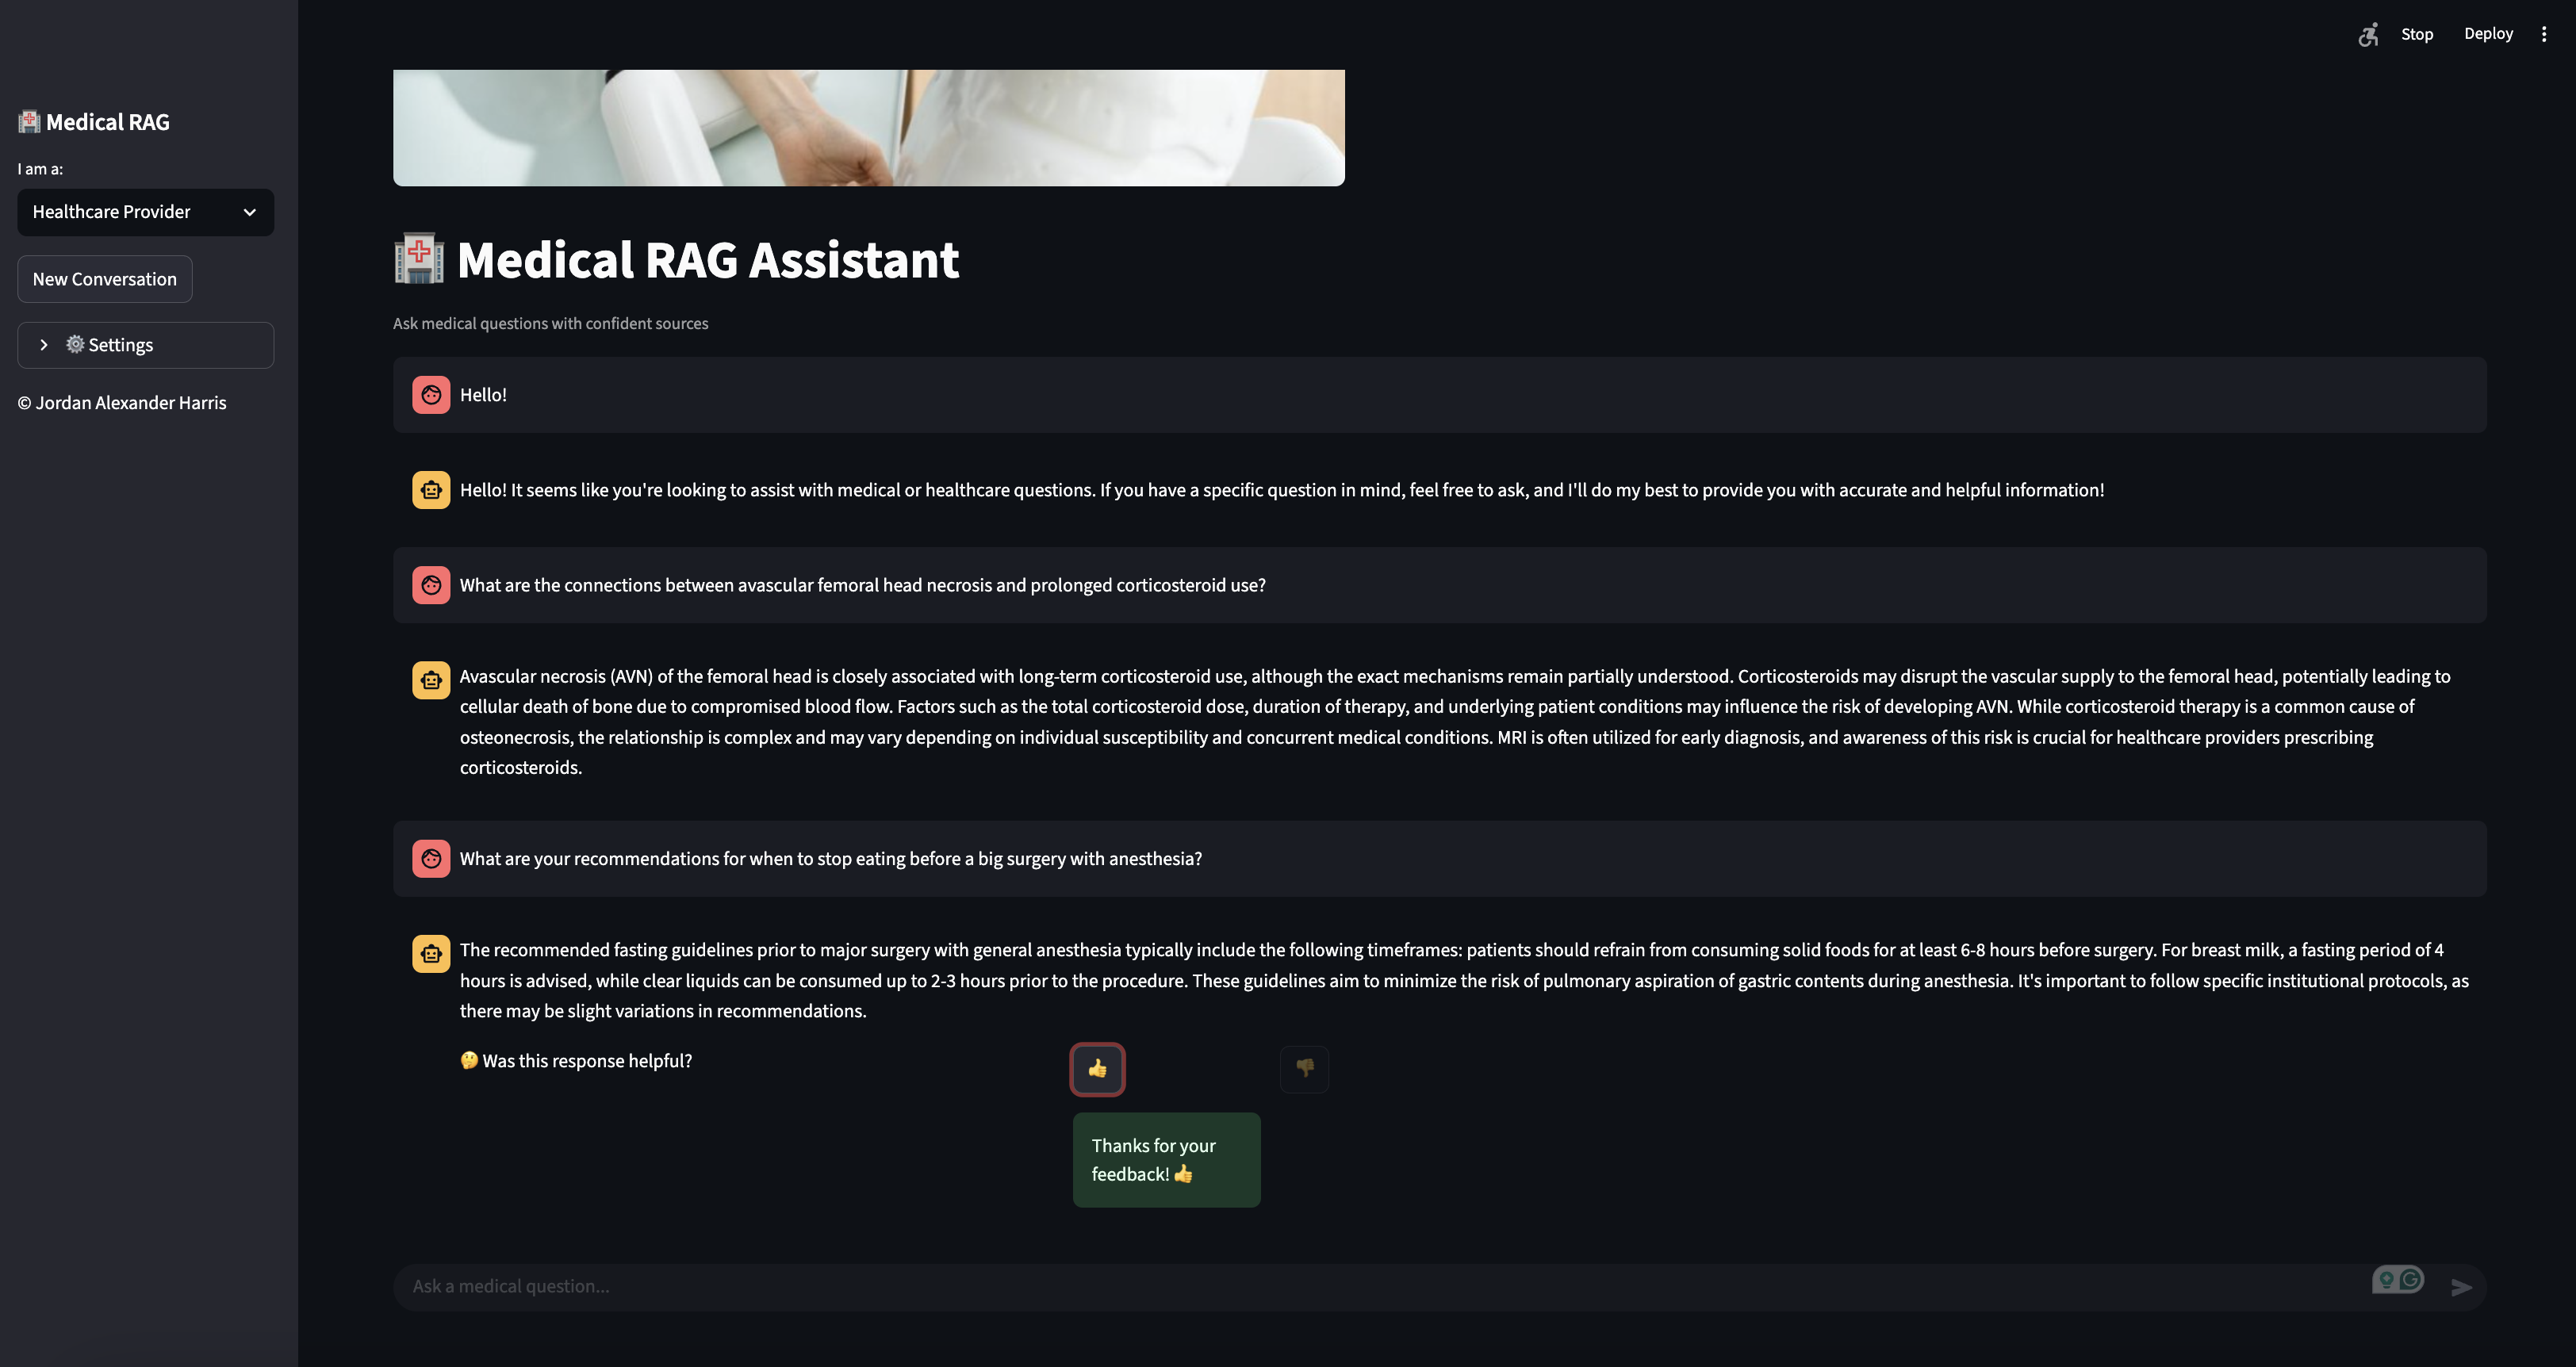 Stop
Deploy
🏥 Medical RAG
I am a:
Healthcare Provider
New Conversation
⚙️ Settings
© Jordan Alexander Harris
🏥 Medical RAG Assistant
Ask medical questions with confident sources
Hello!
Hello! It seems like you're looking to assist with medical or healthcare questions. If you have a specific question in mind, feel free to ask, and I'll do my best to provide you with accurate and helpful information!
What are the connections between avascular femoral head necrosis and prolonged corticosteroid use?
Avascular necrosis (AVN) of the femoral head is closely associated with long-term corticosteroid use, although the exact mechanisms remain partially understood. Corticosteroids may disrupt the vascular supply to the femoral head, potentially leading to
cellular death of bone due to compromised blood flow. Factors such as the total corticosteroid dose, duration of therapy, and underlying patient conditions may influence the risk of developing AVN. While corticosteroid therapy is a common cause of
osteonecrosis, the relationship is complex and may vary depending on individual susceptibility and concurrent medical conditions. MRI is often utilized for early diagnosis, and awareness of this risk is crucial for healthcare providers prescribing
corticosteroids.
What are your recommendations for when to stop eating before a big surgery with anesthesia?
The recommended fasting guidelines prior to major surgery with general anesthesia typically include the following timeframes: patients should refrain from consuming solid foods for at least 6-8 hours before surgery. For breast milk, a fasting period of 4
hours is advised, while clear liquids can be consumed up to 2-3 hours prior to the procedure. These guidelines aim to minimize the risk of pulmonary aspiration of gastric contents during anesthesia. It's important to follow specific institutional protocols, as
there may be slight variations in recommendations.
🤔 Was this response helpful?
👍
👎
Thanks for your
feedback! 👍
Ask a medical question...